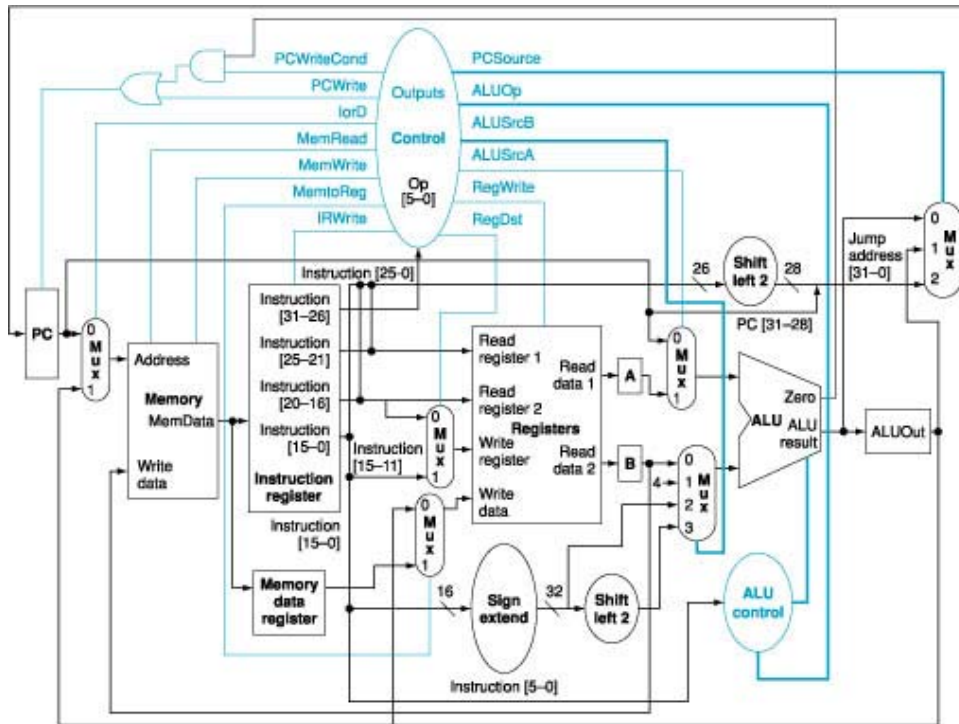 PCWriteCond
PCWrite
IorD
MemRead
MemWrite
MemtoReg
IRWrite
Outputs
Control
Op
[5–0]
PCSource
ALUOp
ALUSrcB
ALUSrcA
RegWrite
RegDst
PC
0
M
u
x
1
Address
Memory
MemData
Write
data
Instruction [25-0]
Instruction
[31–26]
Instruction
[25–21]
Instruction
[20–16]
Instruction
[15–0]
Instruction
register
Instruction
[15–0]
Memory
data
register
Instruction
[15–11]
0
M
u
x
1
0
M
u
x
1
Read
register 1
Read
register 2
Registers
Write
register
Write
data
Read
data 1
Read
data 2
A
B
16
Sign
extend
32
Shift
left 2
Instruction [5–0]
26
Shift
left 2
28
PC [31–28]
0
M
u
x
1
4
0
1
2
3
M
u
x
Zero
ALU
ALU
result
ALU
control
ALUOut
Jump
address
[31–0]
0
1
2
M
u
x